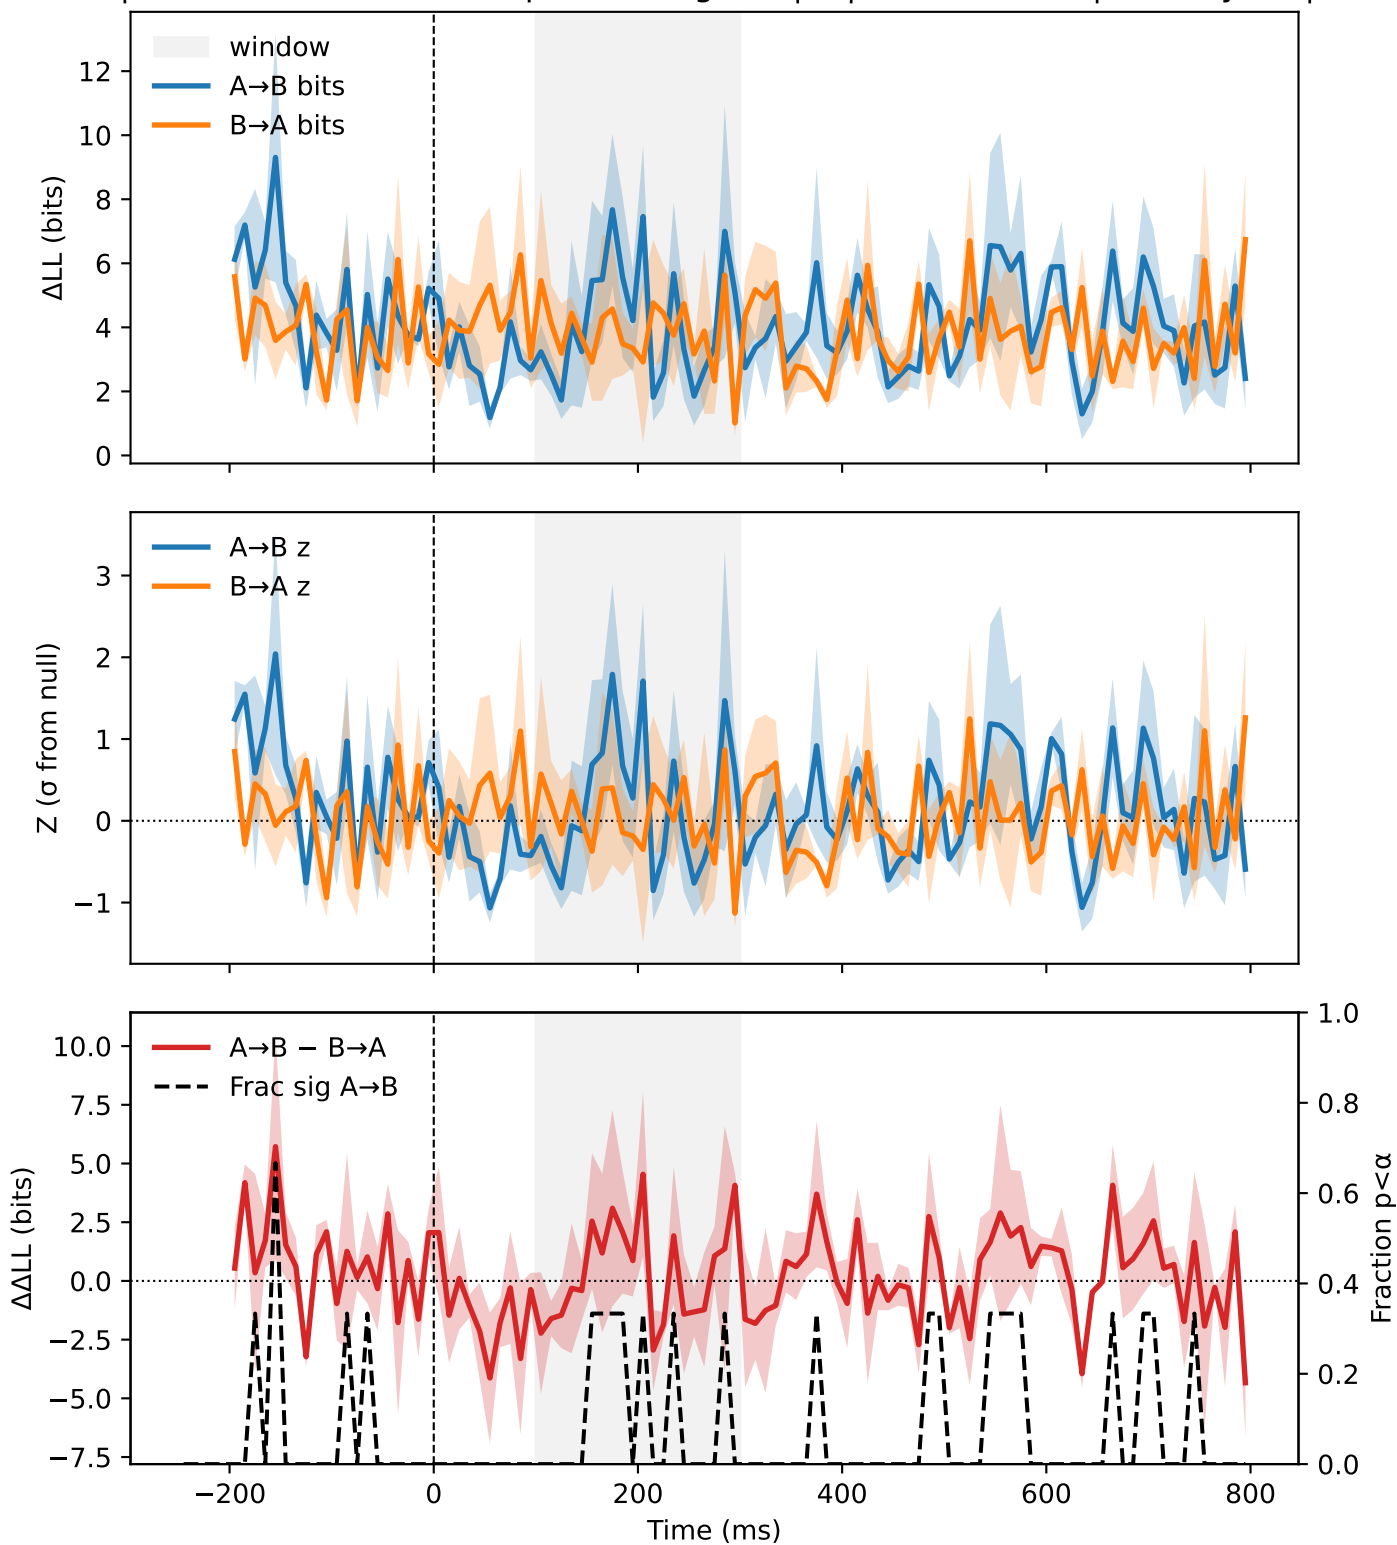 window
A→B bits
B→A bits
12
10
8
6
4
2
0
ΔLL (bits)
A→B z
B→A z
3
2
1
0
−1
Z (σ from null)
A→B − B→A
Frac sig A→B
10.0
7.5
5.0
2.5
0.0
−2.5
−5.0
−7.5
ΔΔLL (bits)
1.0
0.8
0.6
0.4
0.2
0.0
Fraction p<α
−200 0 200 400 600 800
Time (ms)